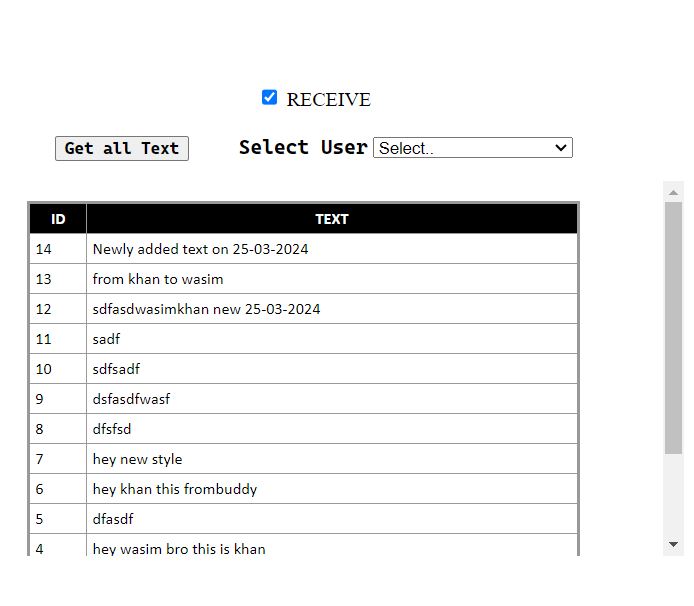 RECEIVE
Get all Text Select User Select..
ID TEXT
14 Newly added text on 25-03-2024
13 from khan to wasim
12 sdfasdwasimkhan new 25-03-2024
11 sadf
10 sdfsadf
9 dsfasdfwasf
8 dfsfsd
7 hey new style
6 hey khan this frombuddy
5 dfasdf
4 hey wasim bro this is khan